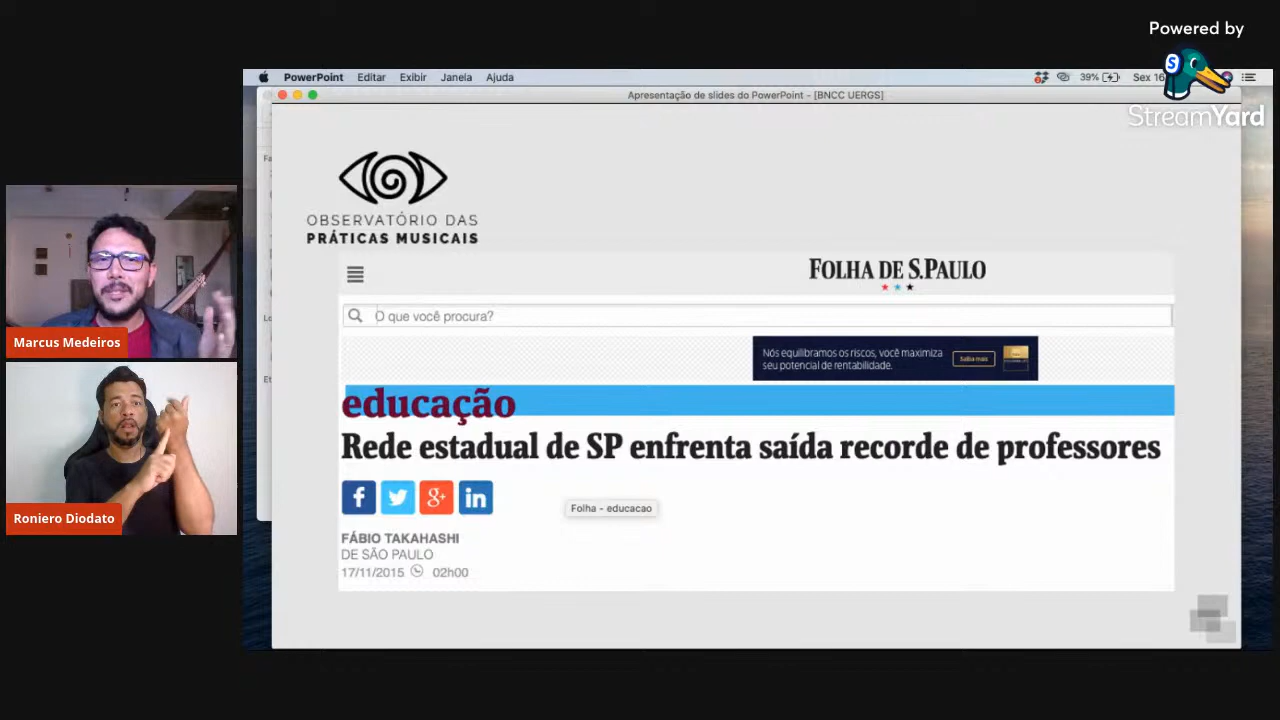 Powered by
StreamYard
PowerPoint Editar Exibir Janela Ajuda
39% Sex 16
Apresentação de slides do PowerPoint - [BNCC UERGS]
OBSERVATÓRIO DAS
PRÁTICAS MUSICAIS
FOLHA DE S.PAULO
O que você procura?
Nós equilibramos os riscos, você maximiza
seu potencial de rentabilidade.
Saiba mais
educação
Rede estadual de SP enfrenta saída recorde de professores
Folha - educacao
FÁBIO TAKAHASHI
DE SÃO PAULO
17/11/2015 02h00
Marcus Medeiros
Roniero Diodato